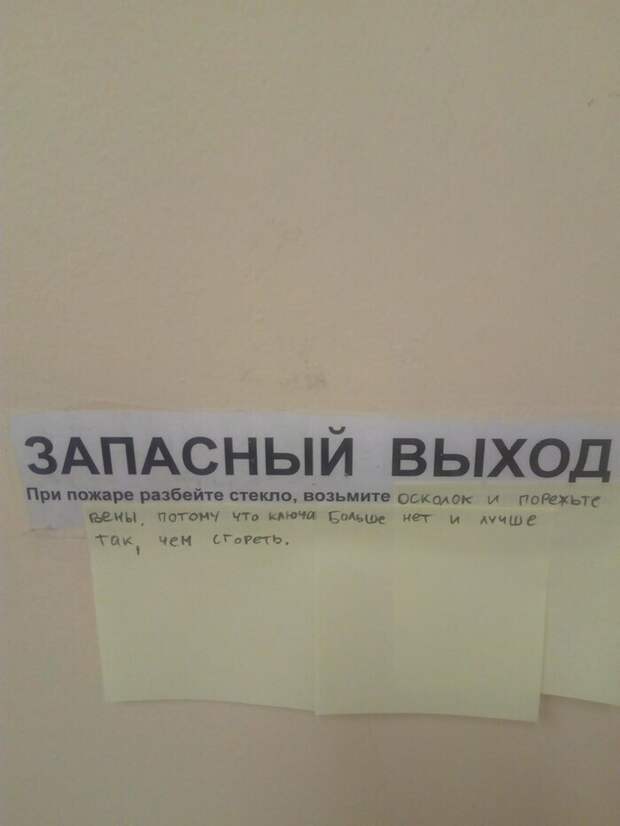 ЗАПАСНЫЙ ВЫХОД
При пожаре разбейте стекло, возьмите осколок и порежьте
вены, потому что ключа больше нет и лучше
так, чем сгореть.